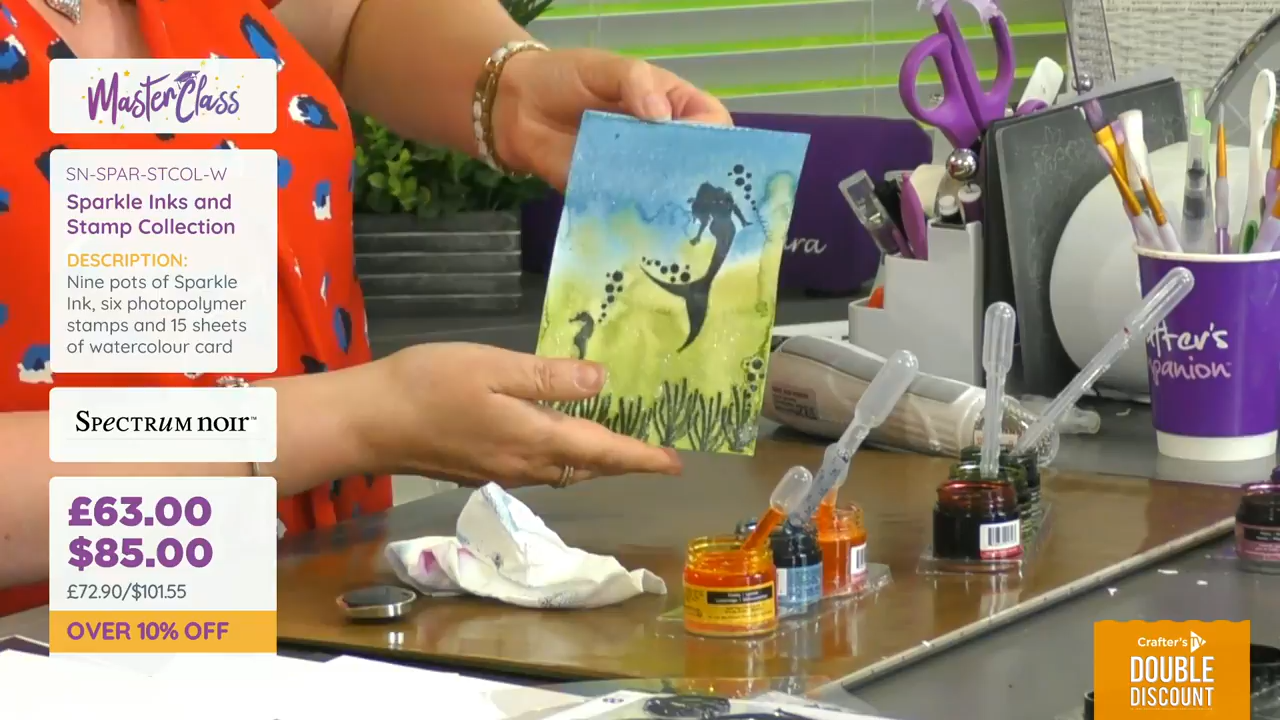 MasterClass
SN-SPAR-STCOL-W
Sparkle Inks and
Stamp Collection
DESCRIPTION:
Nine pots of Sparkle
Ink, six photopolymer
stamps and 15 sheets
of watercolour card
SPECTRUM NOIR™
£63.00
$85.00
£72.90/$101.55
OVER 10% OFF
Crafter's TV
DOUBLE
DISCOUNT